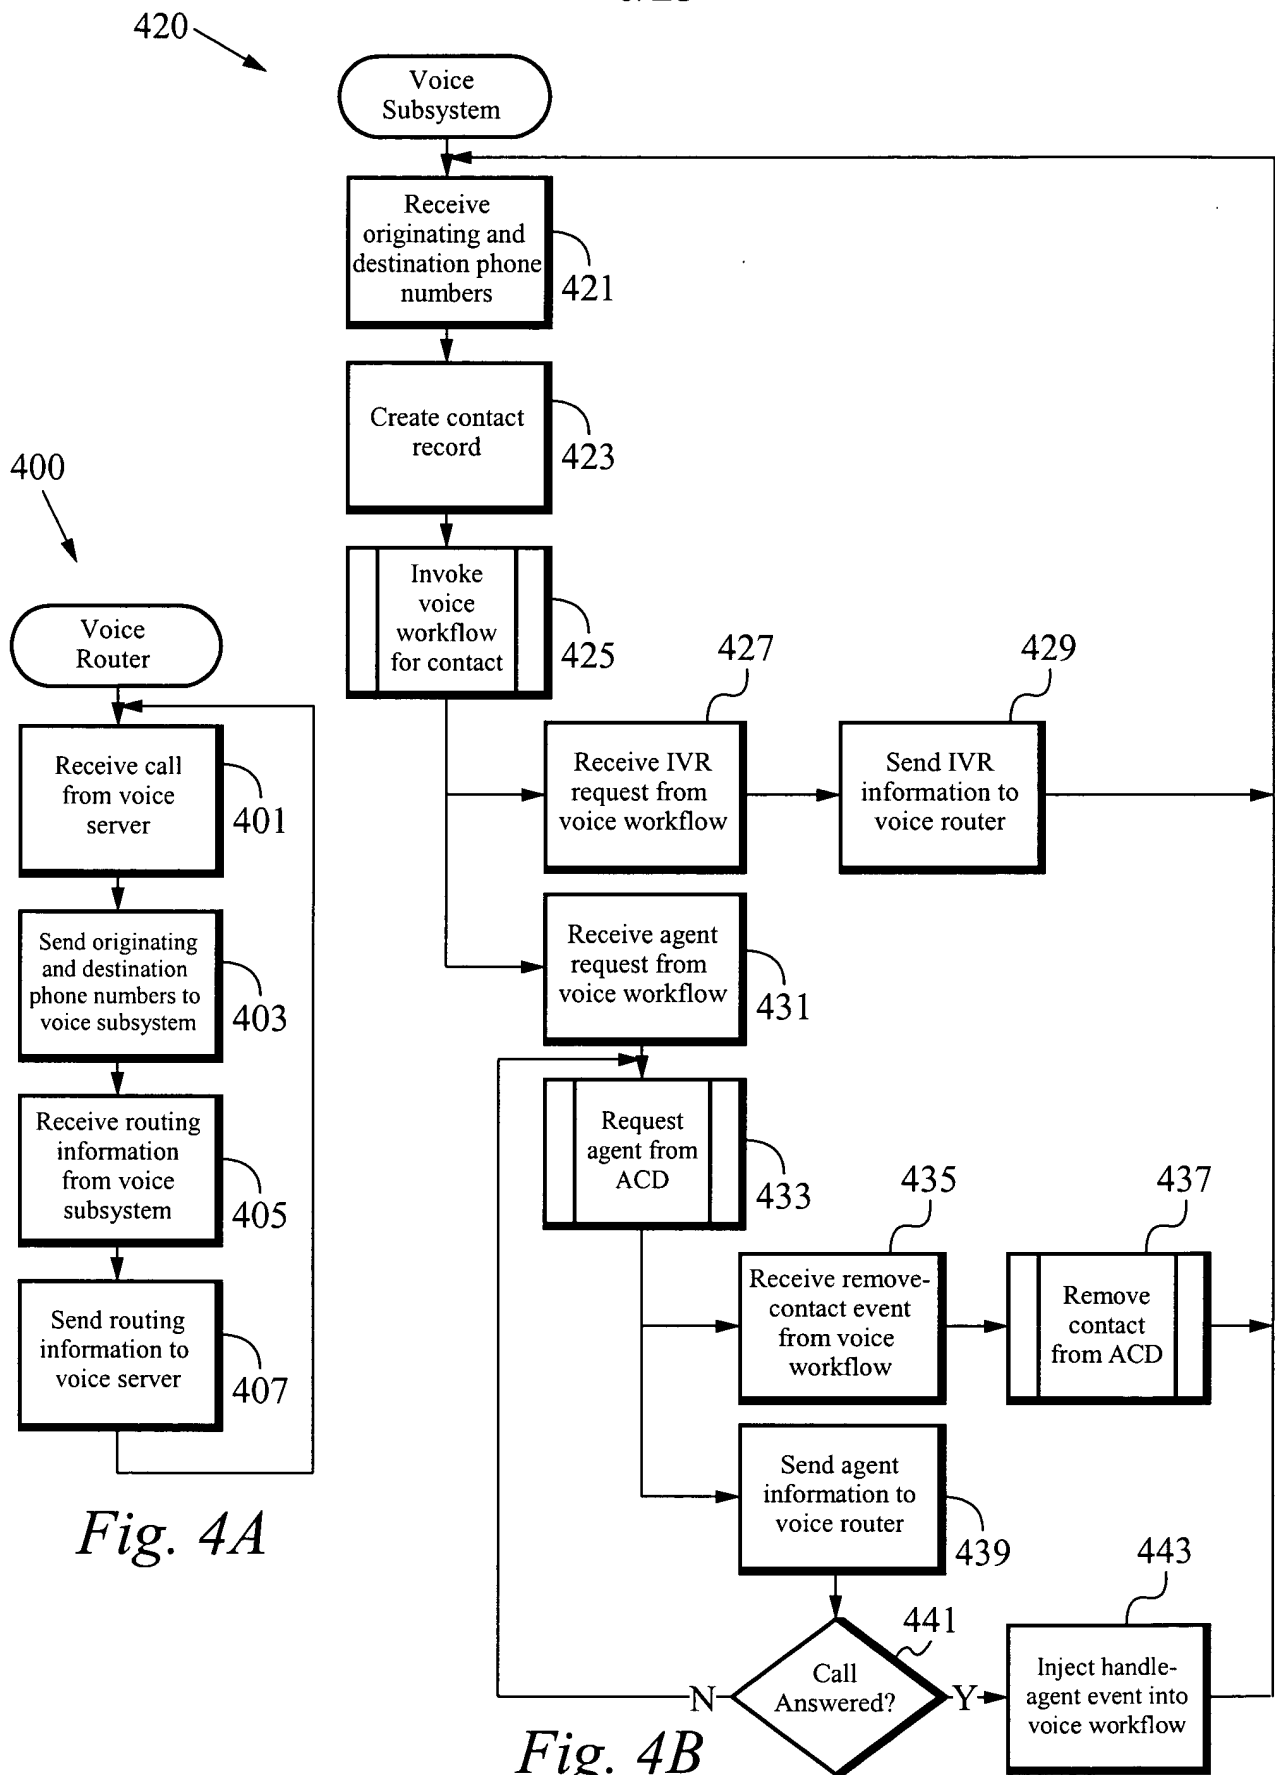 420
Voice
Subsystem
Receive
originating and
destination phone
numbers
421
Create contact
record
423
400
Invoke
voice
workflow
for contact
425
Voice
Router
427
429
Receive call
from voice
server
401
Receive IVR
request from
voice workflow
Send IVR
information to
voice router
Send originating
and destination
phone numbers to
voice subsystem
403
Receive agent
request from
voice workflow
431
Receive routing
information
from voice
subsystem
405
Request
agent from
ACD
433
435
437
Send routing
information to
voice server
407
Receive remove-
contact event
from voice
workflow
Remove
contact
from ACD
Send agent
information to
voice router
439
Fig. 4A
443
441
Call
Answered?
N
Y
Inject handle-
agent event into
voice workflow
Fig. 4B